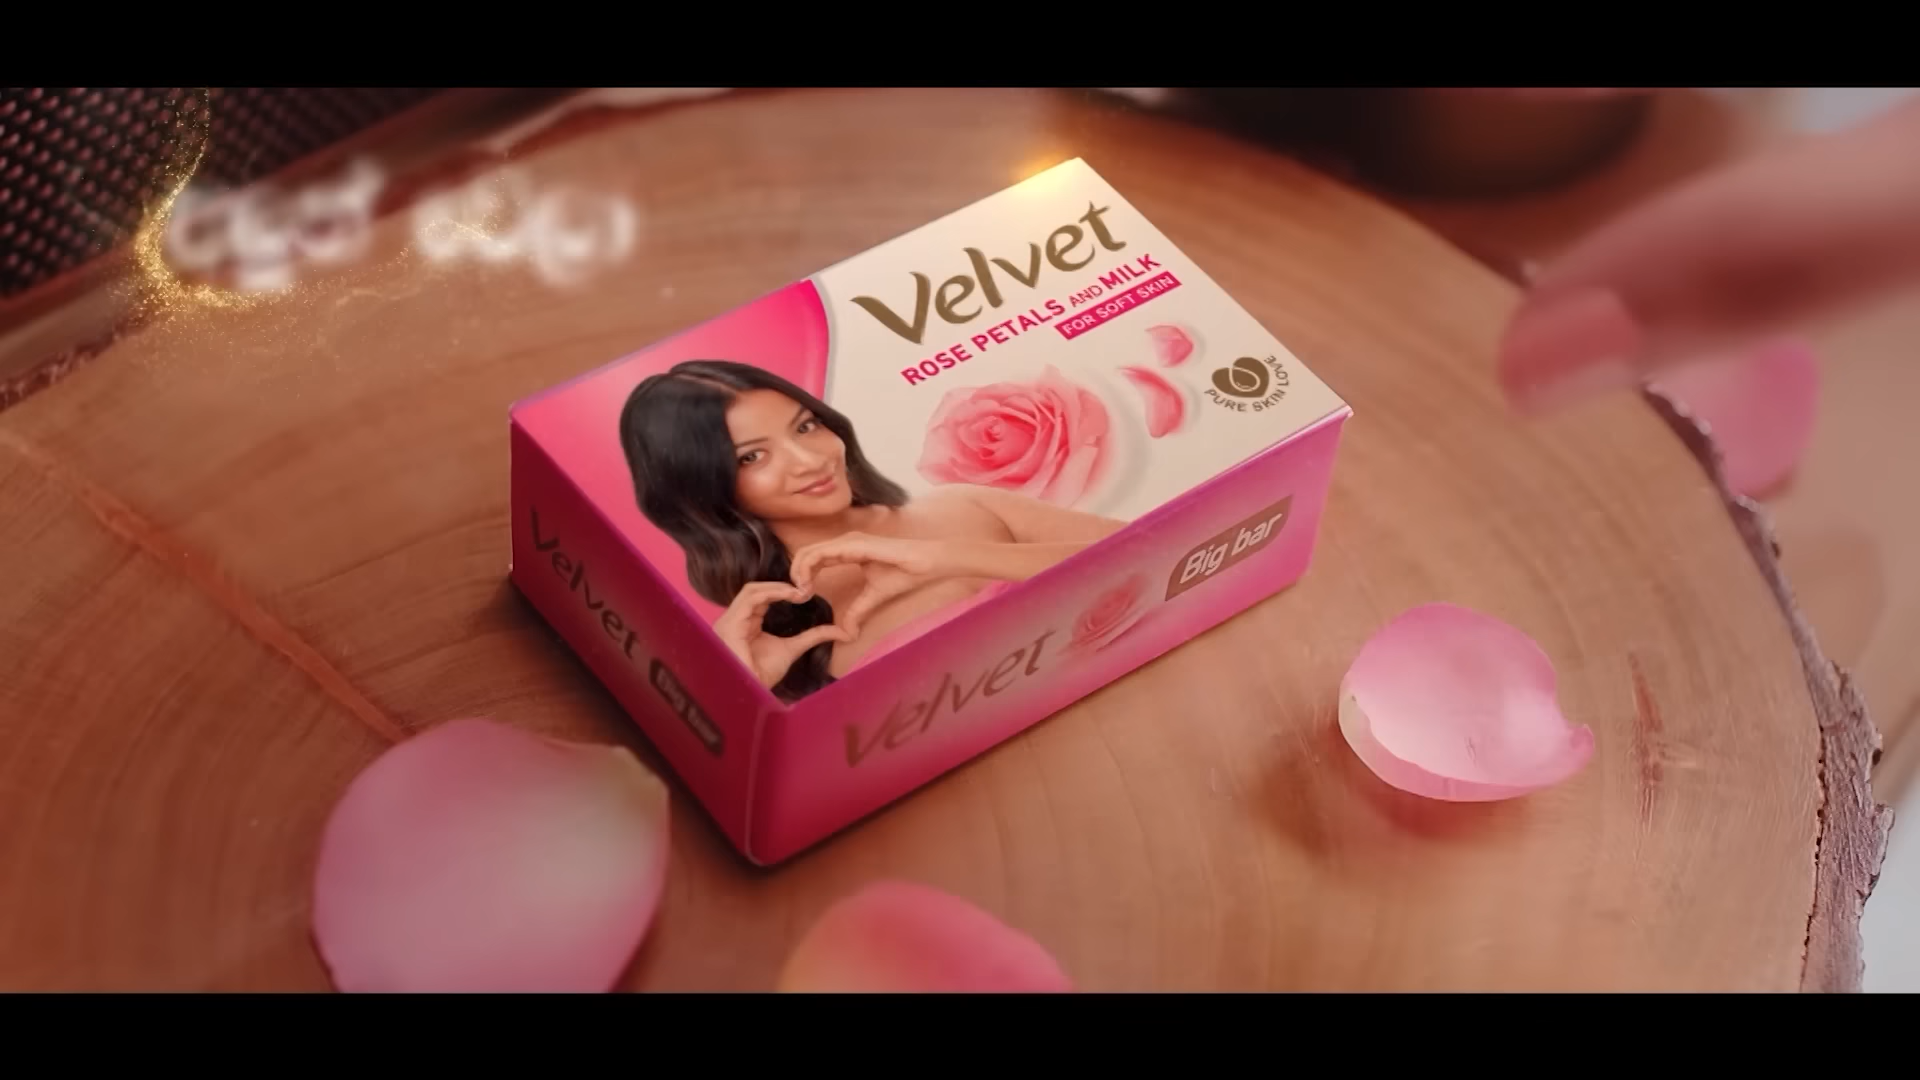 Velvet
ROSE PETALS AND MILK
FOR SOFT SKIN
PURE SKIN LOVE
Velvet
Big bar
Velvet
Big bar